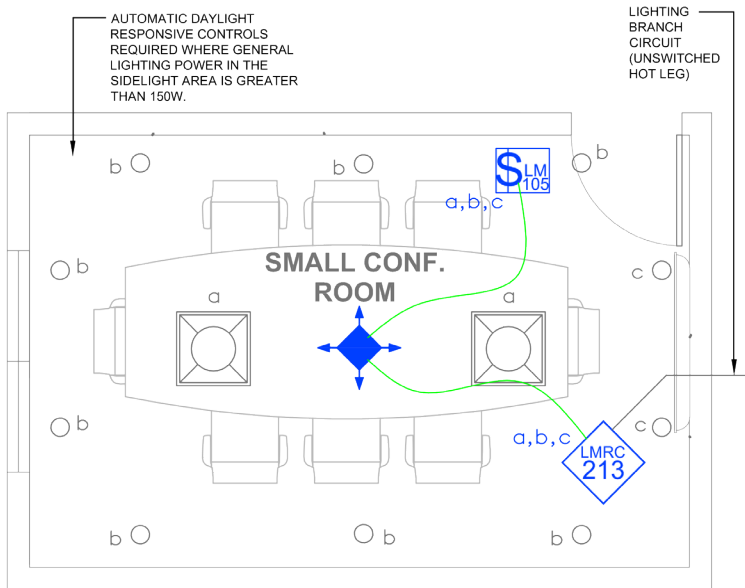 AUTOMATIC DAYLIGHT
RESPONSIVE CONTROLS
REQUIRED WHERE GENERAL
LIGHTING POWER IN THE
SIDELIGHT AREA IS GREATER
THAN 150W.
LIGHTING
BRANCH
CIRCUIT
(UNSWITCHED
HOT LEG)
b
b
b
S LM
105
a,b,c
SMALL CONF.
ROOM
b
c
a
a
b
c
a,b,c
LMRC
213
b
b
b